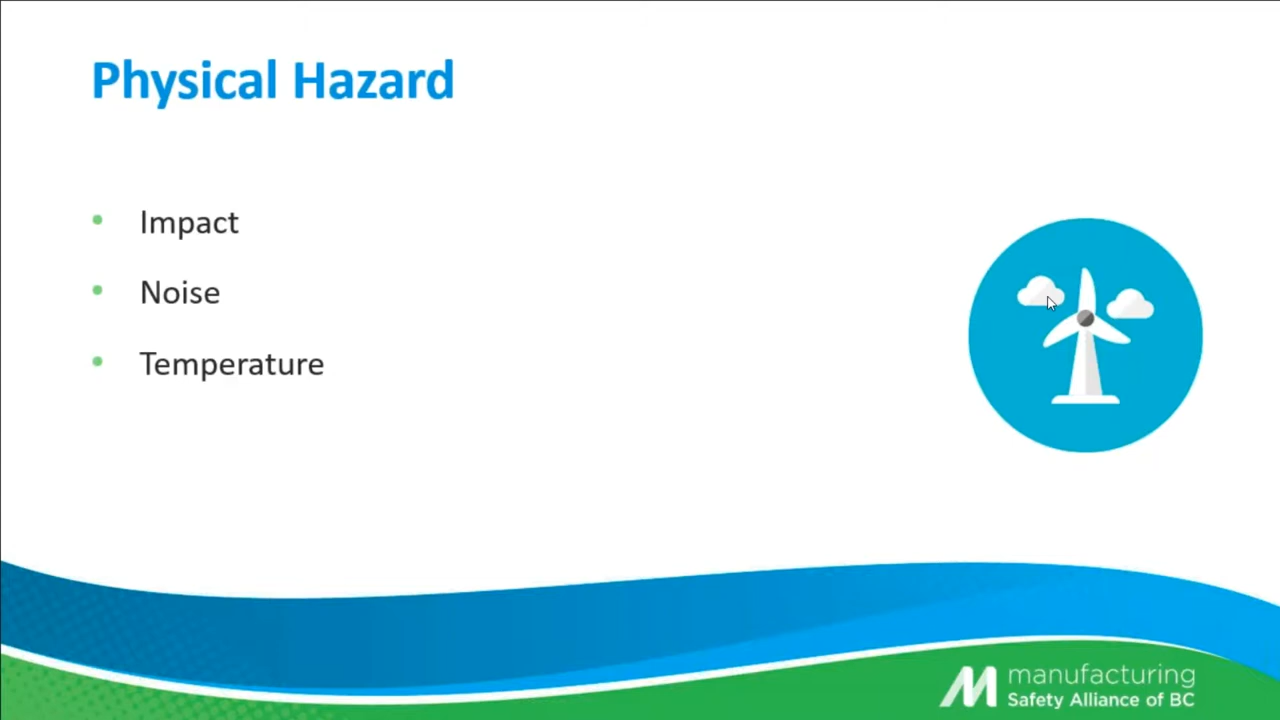 Physical Hazard
• Impact
• Noise
• Temperature
manufacturing
Safety Alliance of BC